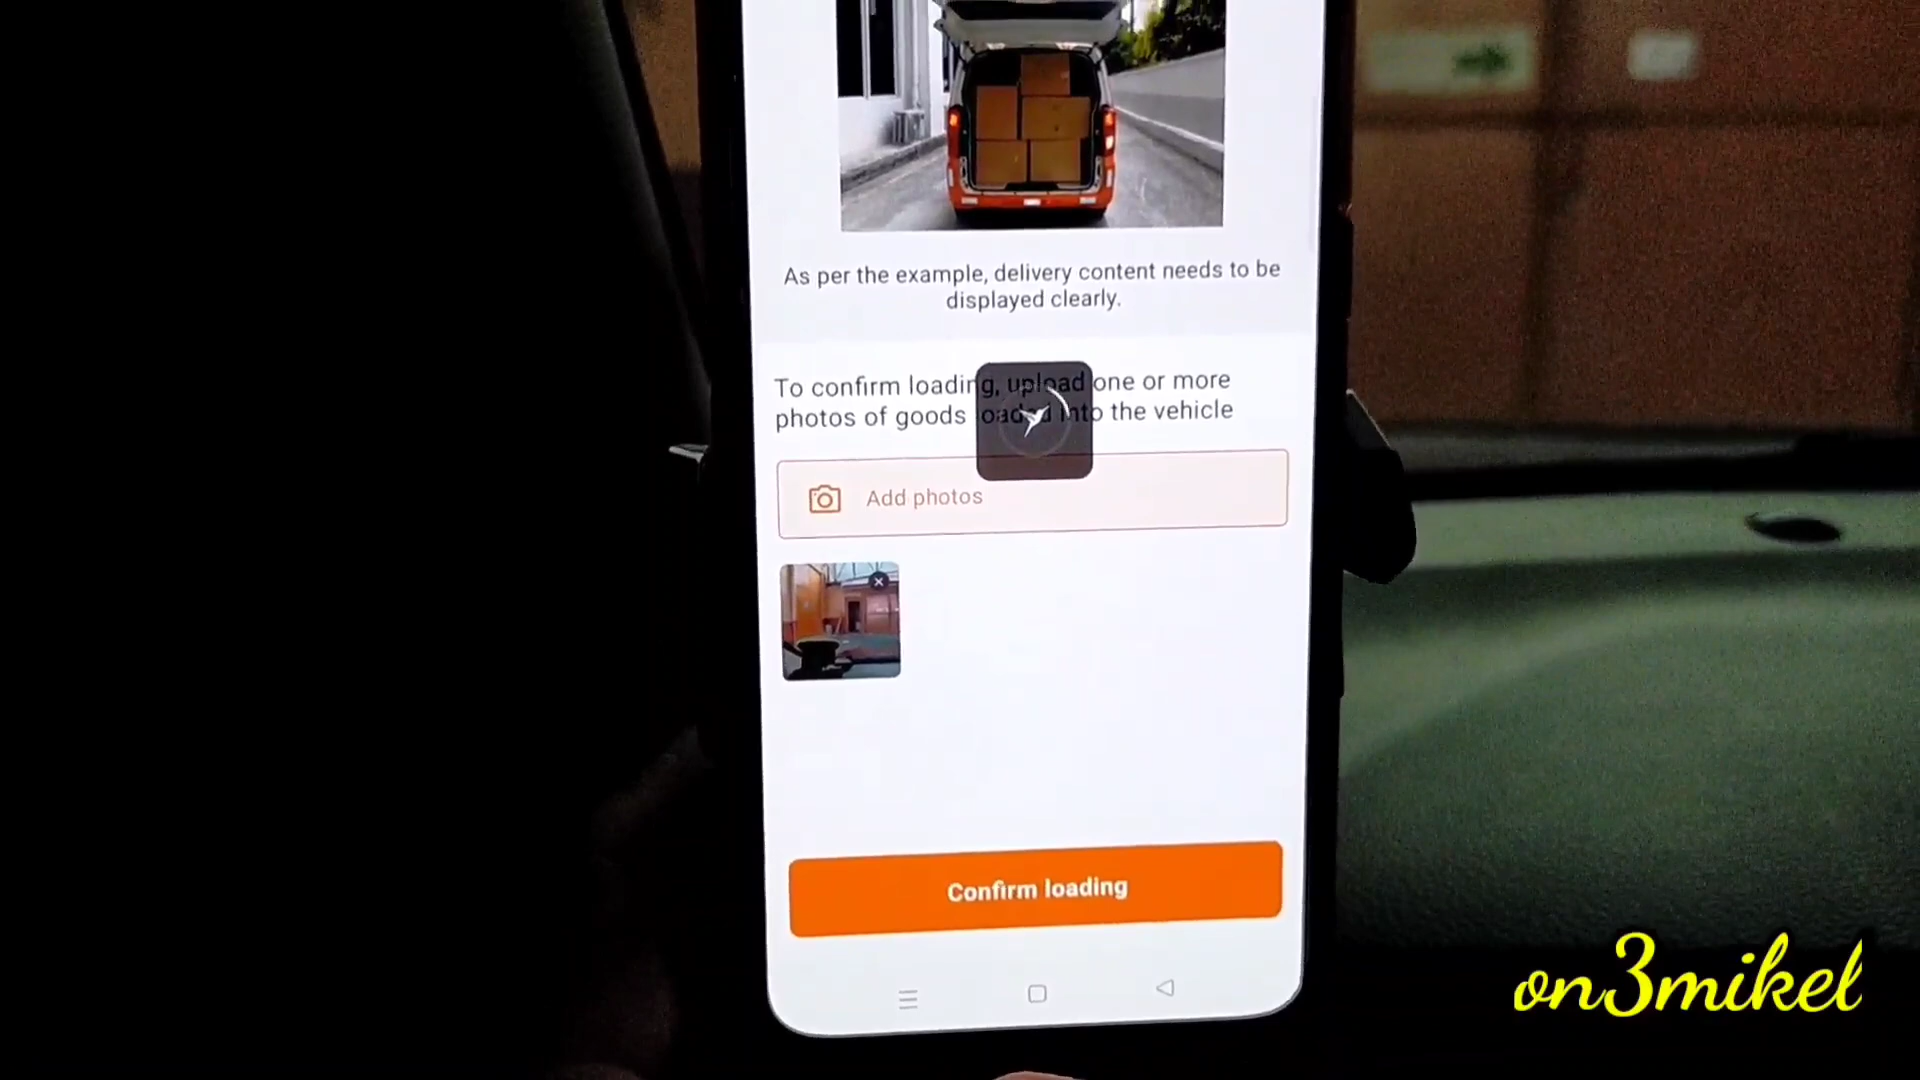 As per the example, delivery content needs to be
displayed clearly.
To confirm loading, upload one or more
photos of goods loaded into the vehicle
Add photos
Confirm loading
on3mikel